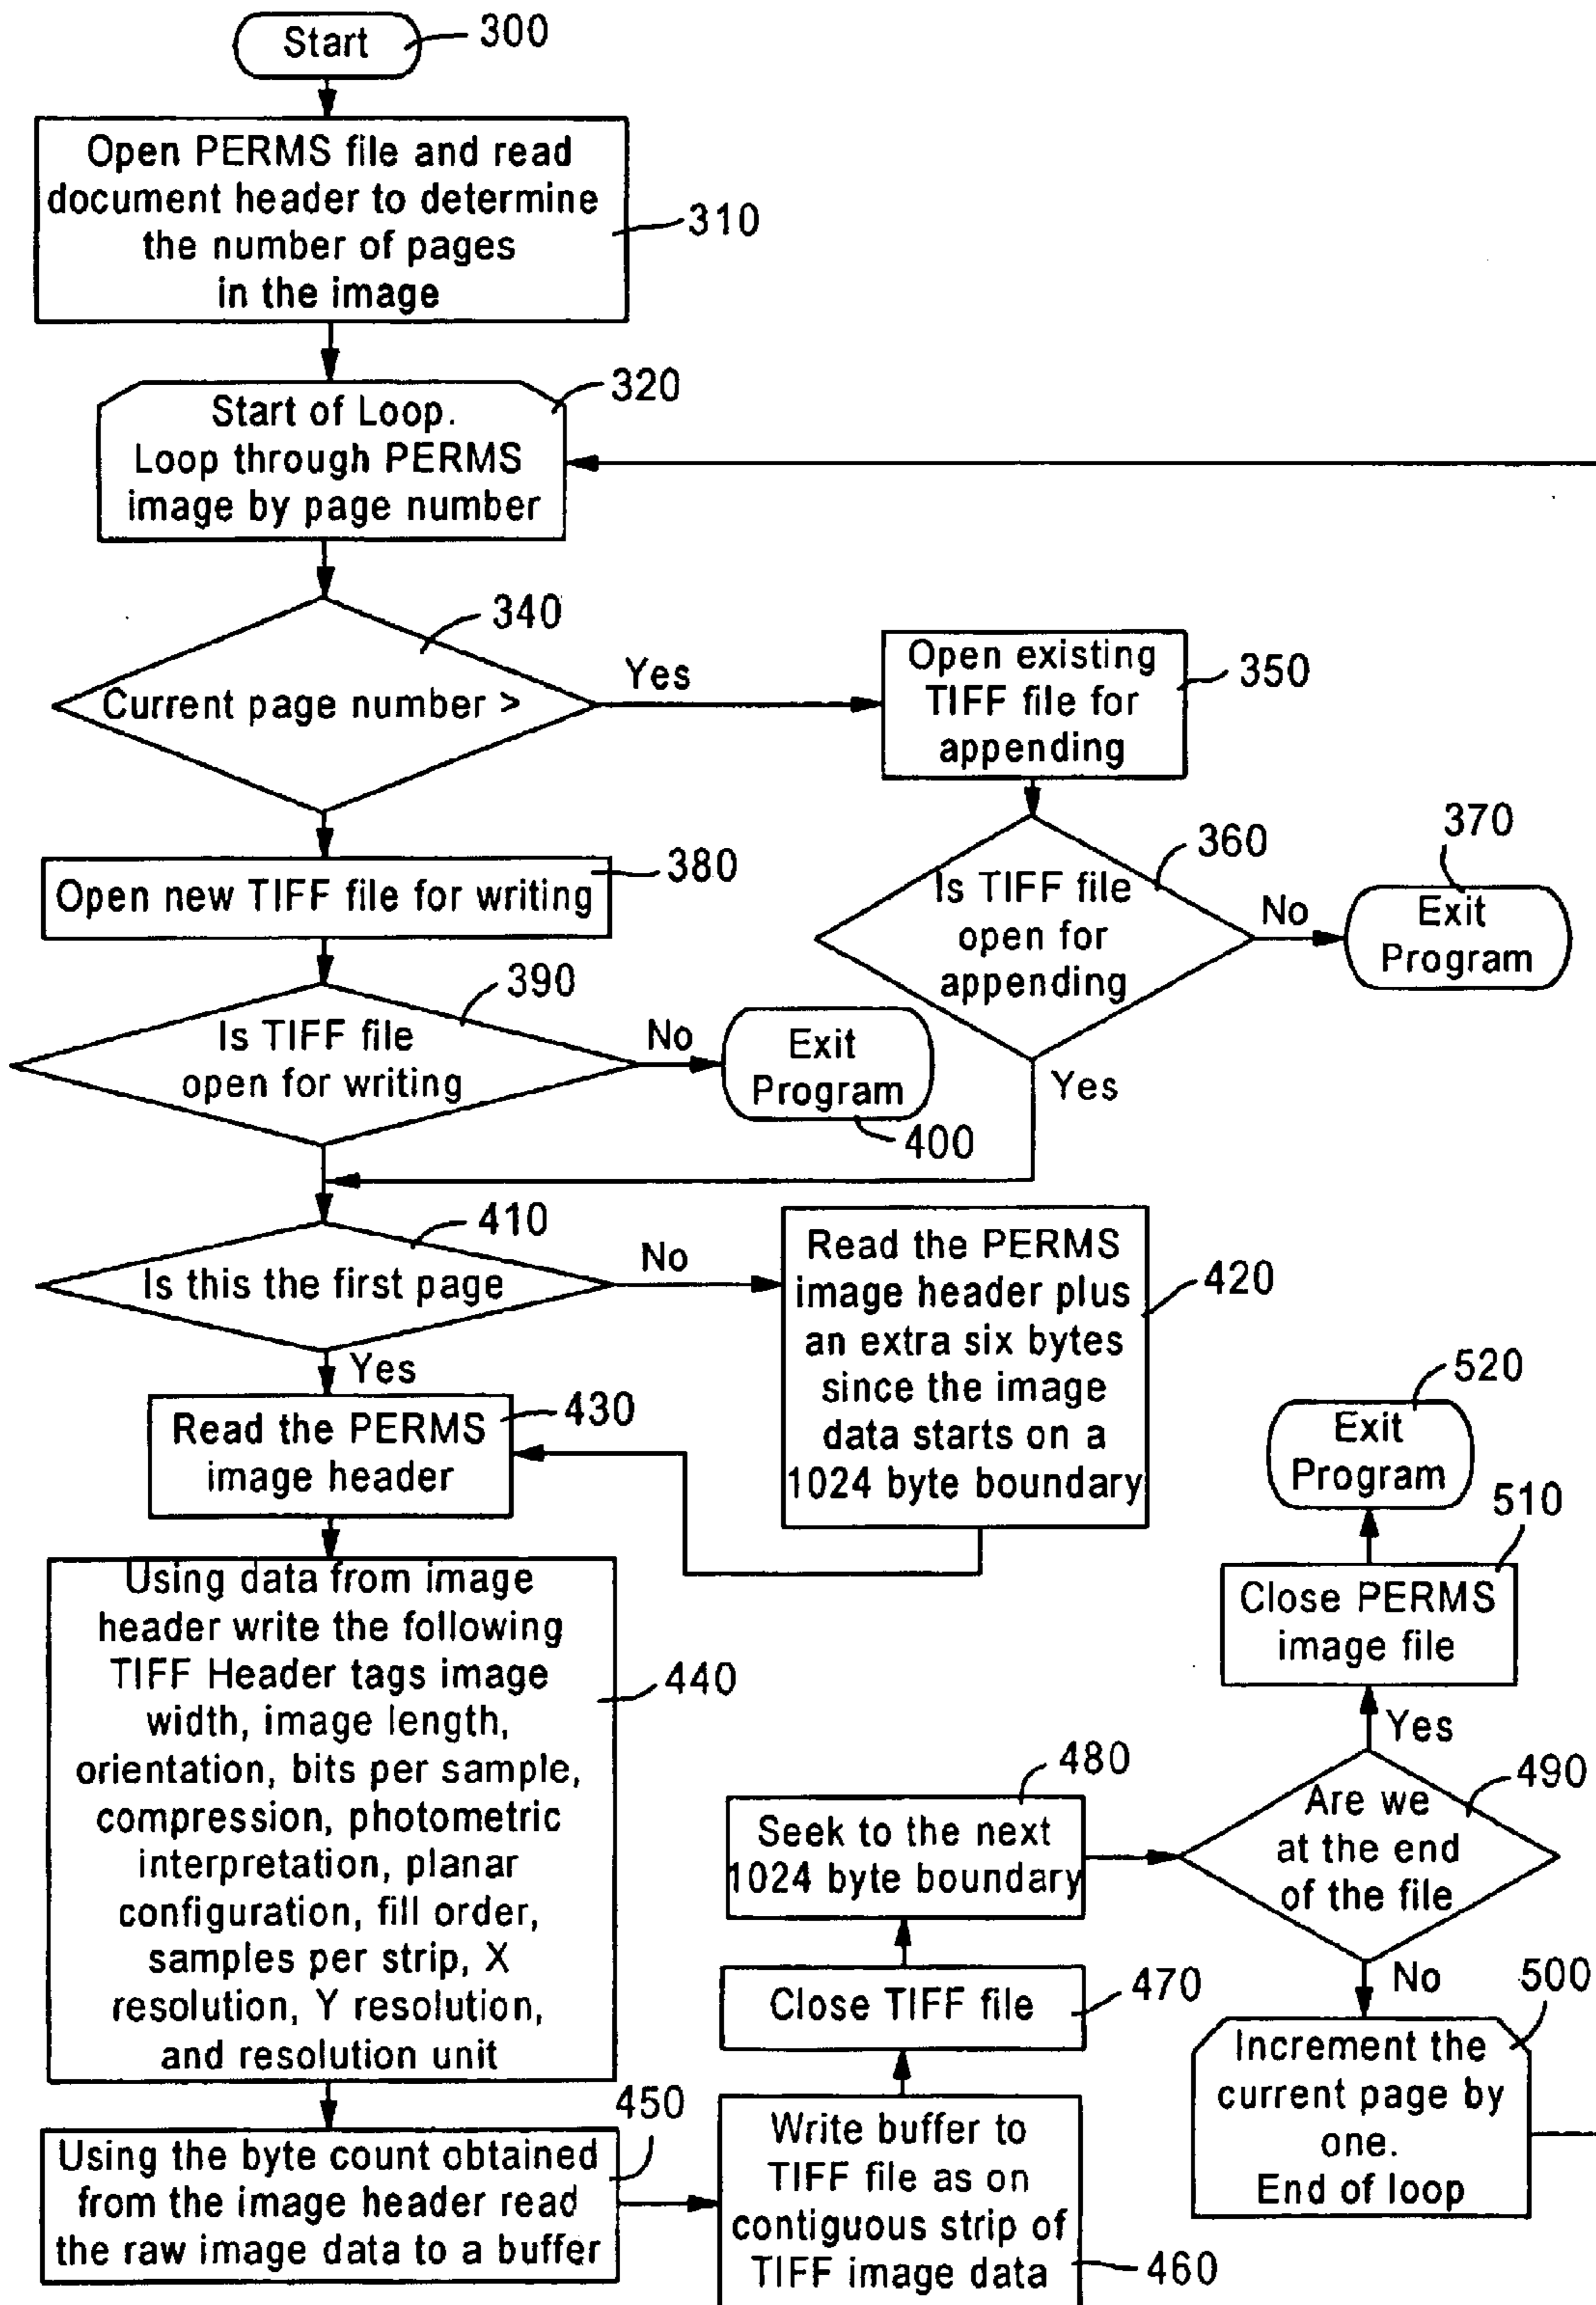 Start
300
Open PERMS file and read
document header to determine
the number of pages
in the image
310
Start of Loop.
Loop through PERMS
image by page number
320
340
Current page number >
Yes
Open existing
TIFF file for
appending
350
Is TIFF file
open for
appending
360
No
370
Exit
Program
Yes
Open new TIFF file for writing
380
Is TIFF file
open for writing
390
No
Exit
Program
400
410
Is this the first page
No
Read the PERMS
image header plus
an extra six bytes
since the image
data starts on a
1024 byte boundary
420
Yes
Read the PERMS
image header
430
Using data from image
header write the following
TIFF Header tags image
width, image length,
orientation, bits per sample,
compression, photometric
interpretation, planar
configuration, fill order,
samples per strip, X
resolution, Y resolution,
and resolution unit
440
Using the byte count obtained
from the image header read
the raw image data to a buffer
450
Write buffer to
TIFF file as on
contiguous strip of
TIFF image data
460
Close TIFF file
470
Seek to the next
1024 byte boundary
480
Are we
at the end
of the file
490
Yes
Close PERMS
image file
510
Exit
Program
520
No
Increment the
current page by
one.
End of loop
500